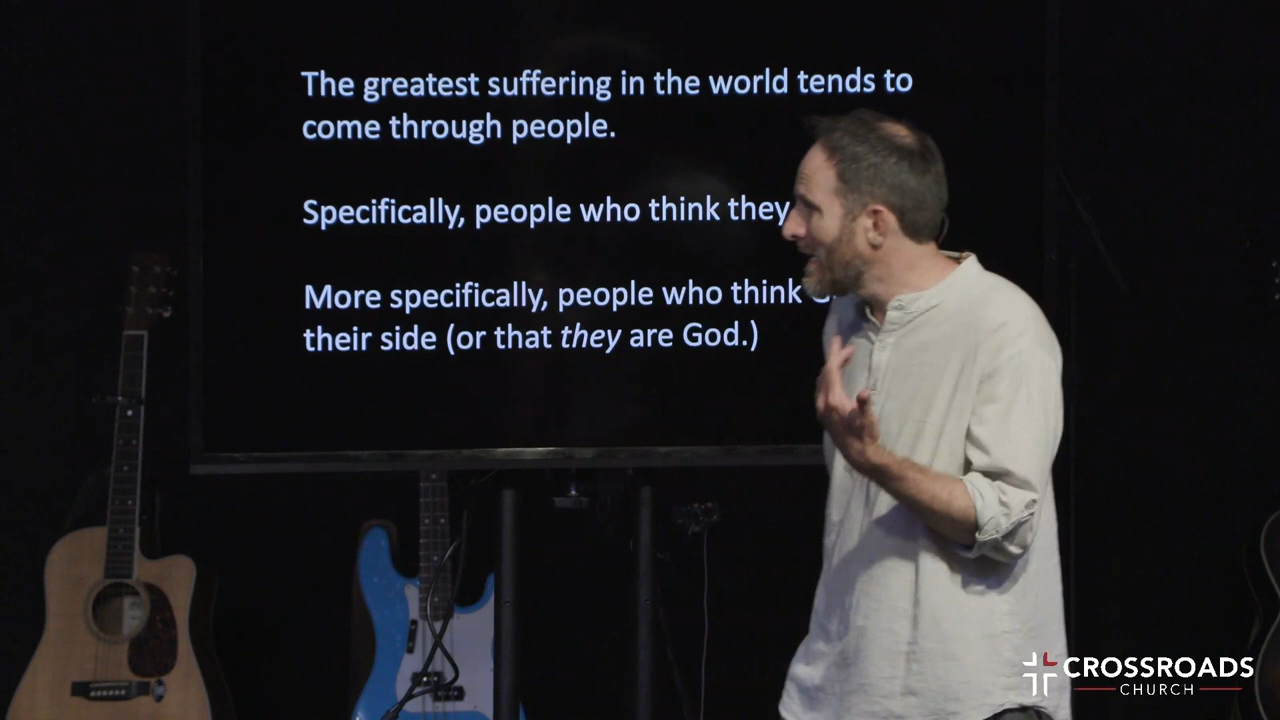 The greatest suffering in the world tends to
come through people.
Specifically, people who think they
More specifically, people who think
their side (or that they are God.)
CROSSROADS
CHURCH